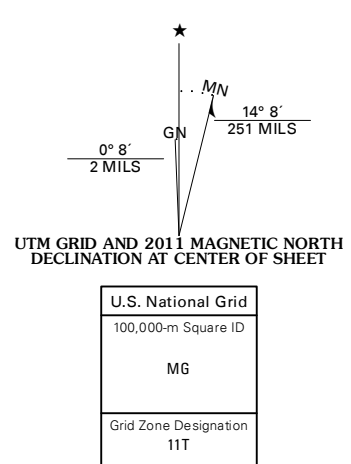 ★
MN
GN
14° 8´
251 MILS
0° 8´
2 MILS
UTM GRID AND 2011 MAGNETIC NORTH
DECLINATION AT CENTER OF SHEET
U.S. National Grid
100,000-m Square ID
MG
Grid Zone Designation
11T